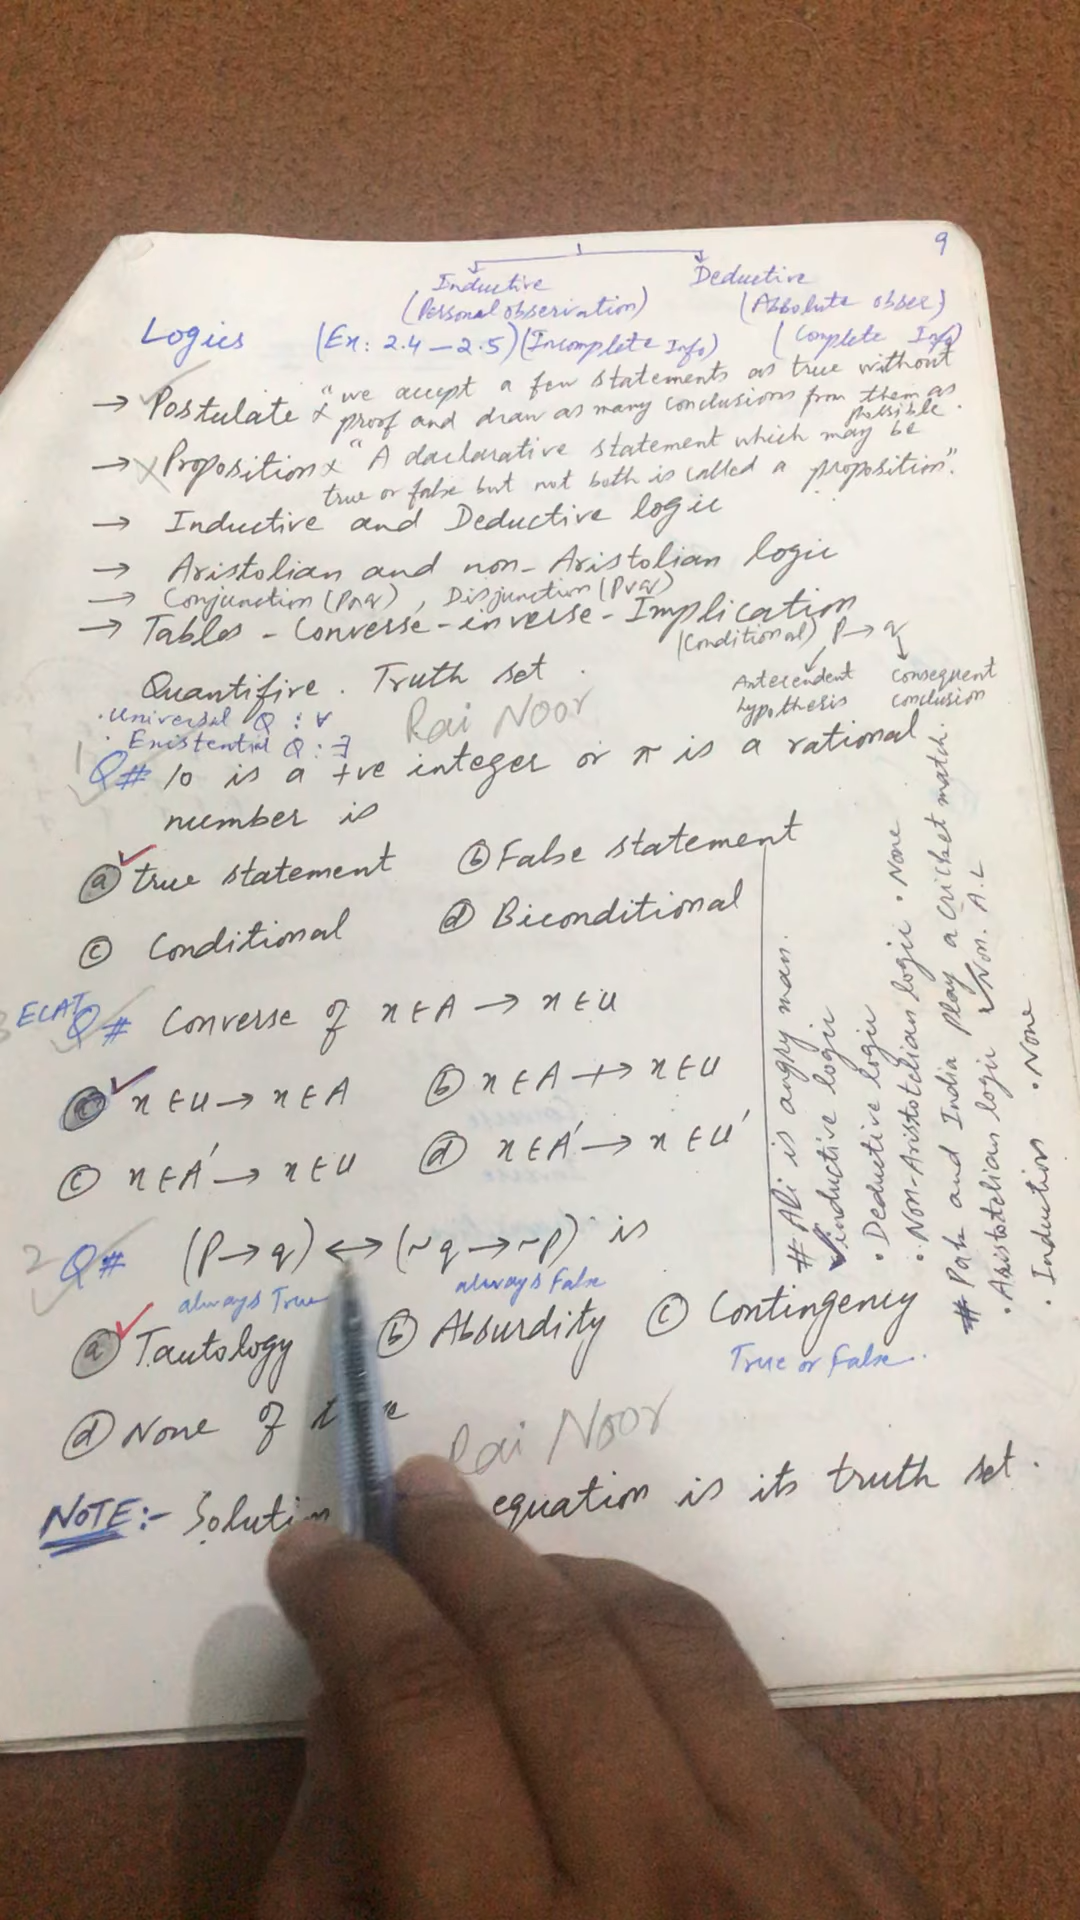 9
Inductive Deductive
(Personal observation) (Absolute obser)
Logics (Ex: 2.4 – 2.5) (Incomplete Info) (Complete Info)
→ Postulate "we accept a few statements as true without
proof and draw as many conclusions from them as
possible.
→ Proposition "A daclarative statement which may be
true or false but not both is called a proposition".
→ Inductive and Deductive logic
→ Aristolian and non-Aristolian logic
→ Conjunction (P∧q), Disjunction (P∨q)
→ Tables - Converse - inverse - Implication
(Conditional) P→q
Quantifire. Truth set.
Antecendent Consequent
hypothesis conclusion
. Universal Q : ∀
. Existential Q : ∃
Rai Noor
1
Q# 10 is a +ve integer or π is a rational
number is
(a) true statement (b) False statement
(c) Conditional (d) Biconditional
3 ECAT
Q# Converse of x∈A → x∈U
(a) x∈U → x∈A (b) x∈A ↛ x∈U
(c) x∈A' → x∈U (d) x∈A' → x∈U'
2
Q# (P→q) ↔ (~q→~p) is
always True always False
(a) Tautology (b) Absurdity (c) Contingency
True or False.
(d) None of
Rai Noor
NOTE:- equation is its truth set.
# Ali is angry man.
✓ inductive logic
• Deductive logic
• Non-Aristotelian logic • None
# Pak and India Play a cricket match
• Aristotelian logic ✓ Non. A.L
• Induction • None